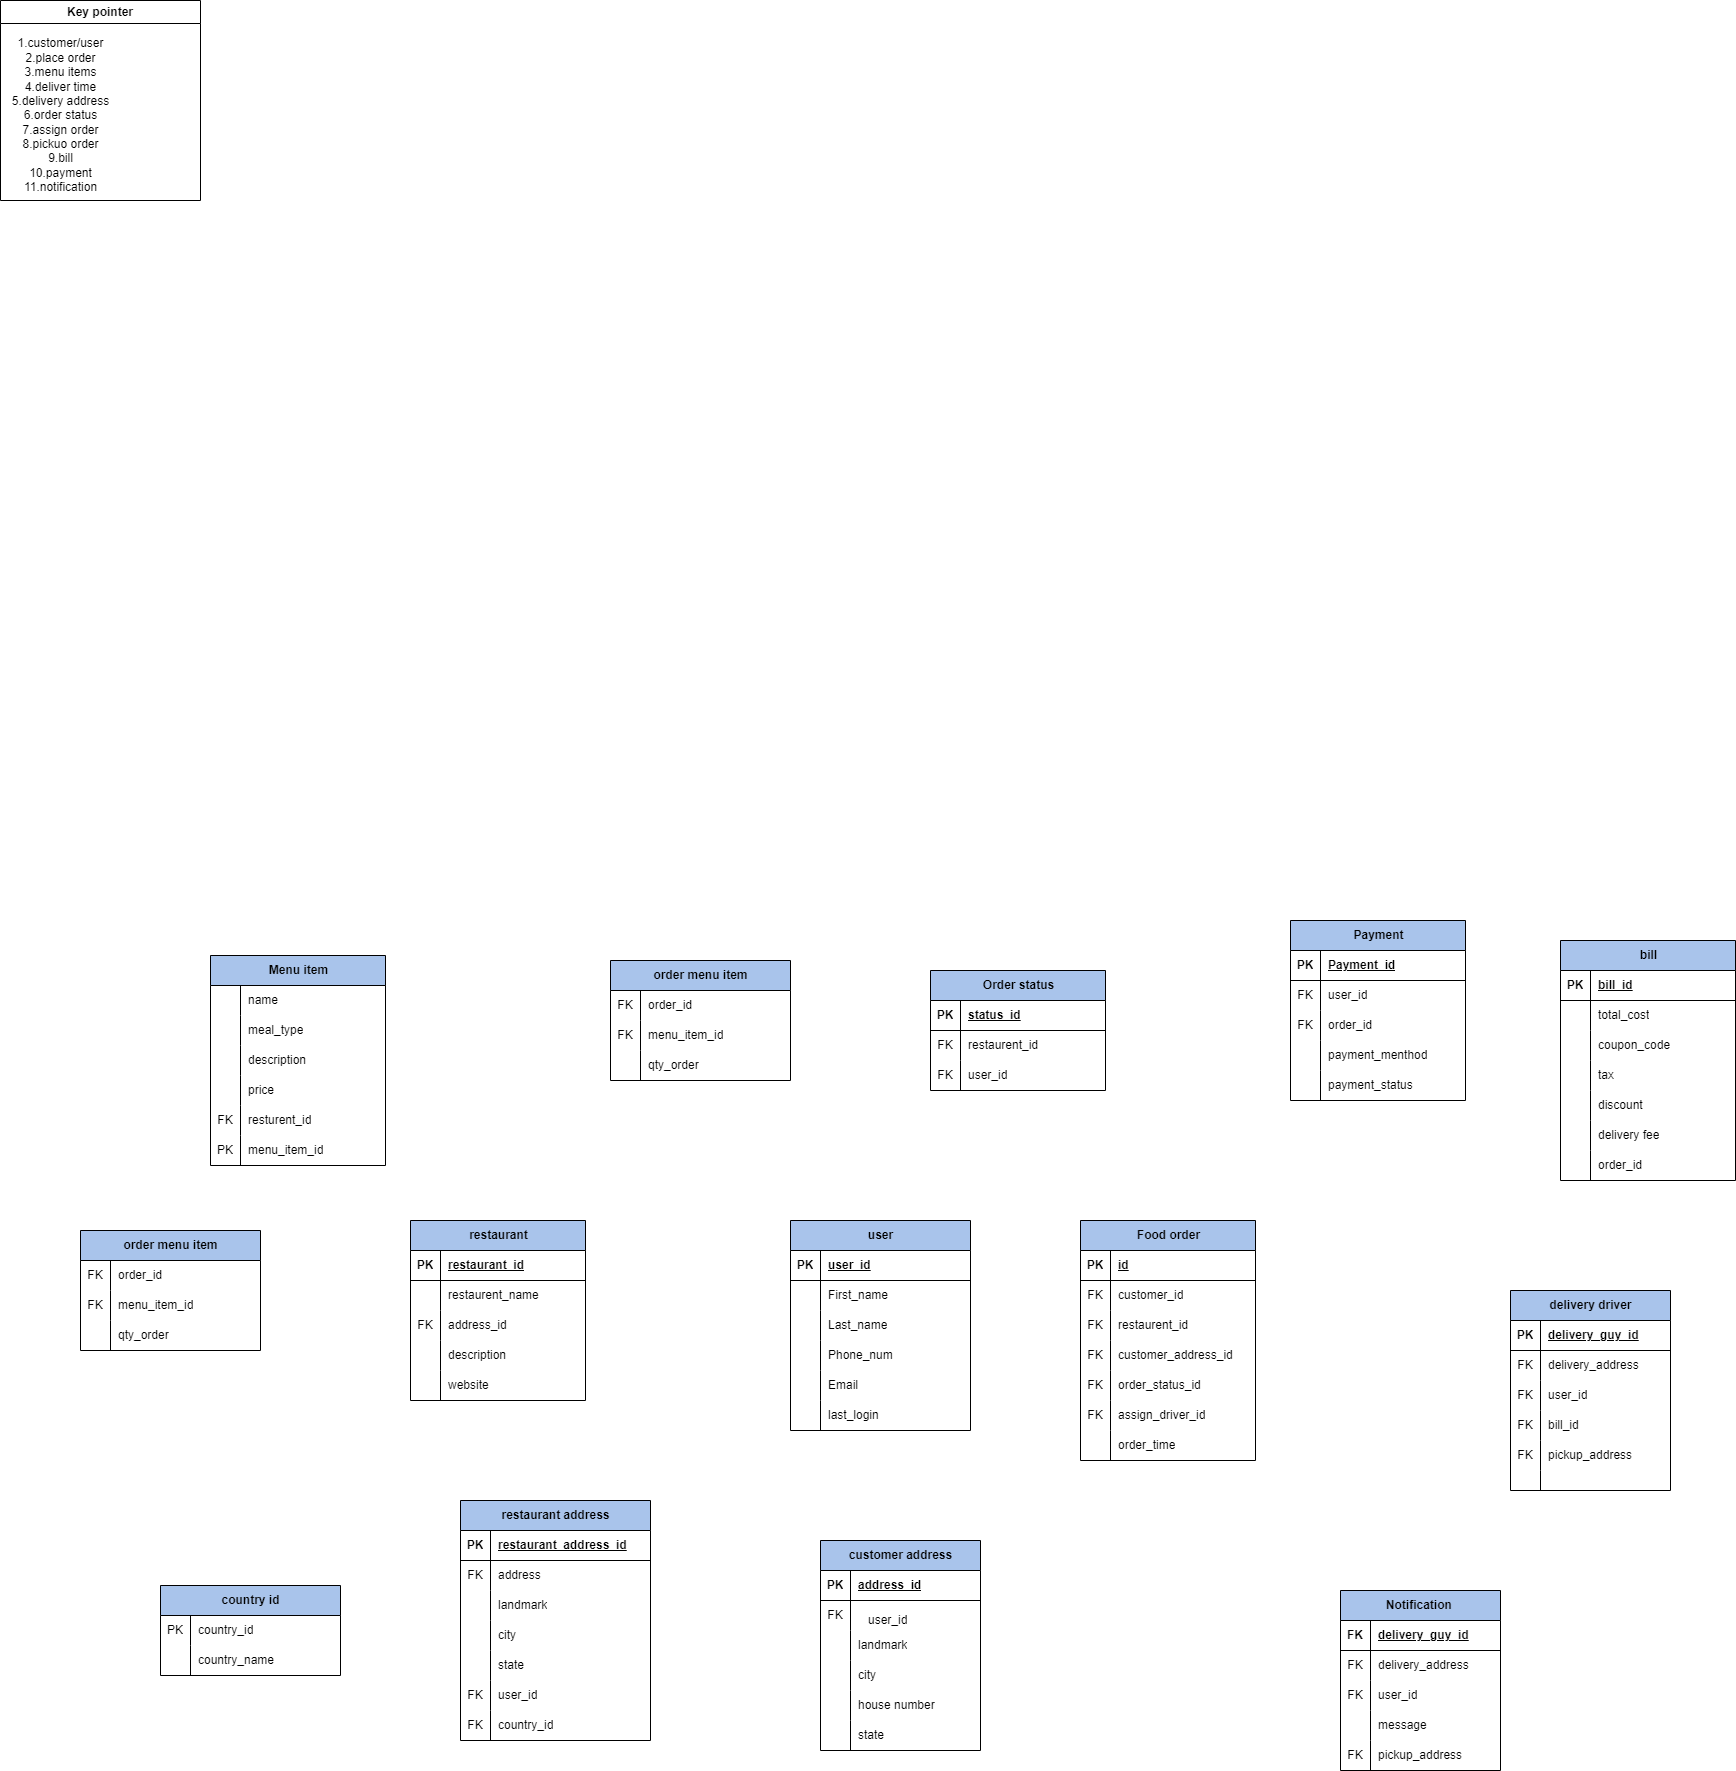 Key pointer
1.customer/user
2.place order
3.menu items
4.deliver time
5.delivery address
6.order status
7.assign order
8.pickuo order
9.bill
10.payment
11.notification
Menu item
name
meal_type
description
price
FK resturent_id
PK menu_item_id
order menu item
FK order_id
FK menu_item_id
qty_order
Order status
PK status_id
FK restaurent_id
FK user_id
Payment
PK Payment_id
FK user_id
FK order_id
payment_menthod
payment_status
bill
PK bill_id
total_cost
coupon_code
tax
discount
delivery fee
order_id
order menu item
FK order_id
FK menu_item_id
qty_order
restaurant
PK restaurant_id
restaurent_name
FK address_id
description
website
user
PK user_id
First_name
Last_name
Phone_num
Email
last_login
Food order
PK id
FK customer_id
FK restaurent_id
FK customer_address_id
FK order_status_id
FK assign_driver_id
order_time
delivery driver
PK delivery_guy_id
FK delivery_address
FK user_id
FK bill_id
FK pickup_address
country id
PK country_id
country_name
restaurant address
PK restaurant_address_id
FK address
landmark
city
state
FK user_id
FK country_id
customer address
PK address_id
FK user_id
landmark
city
house number
state
Notification
FK delivery_guy_id
FK delivery_address
FK user_id
message
FK pickup_address